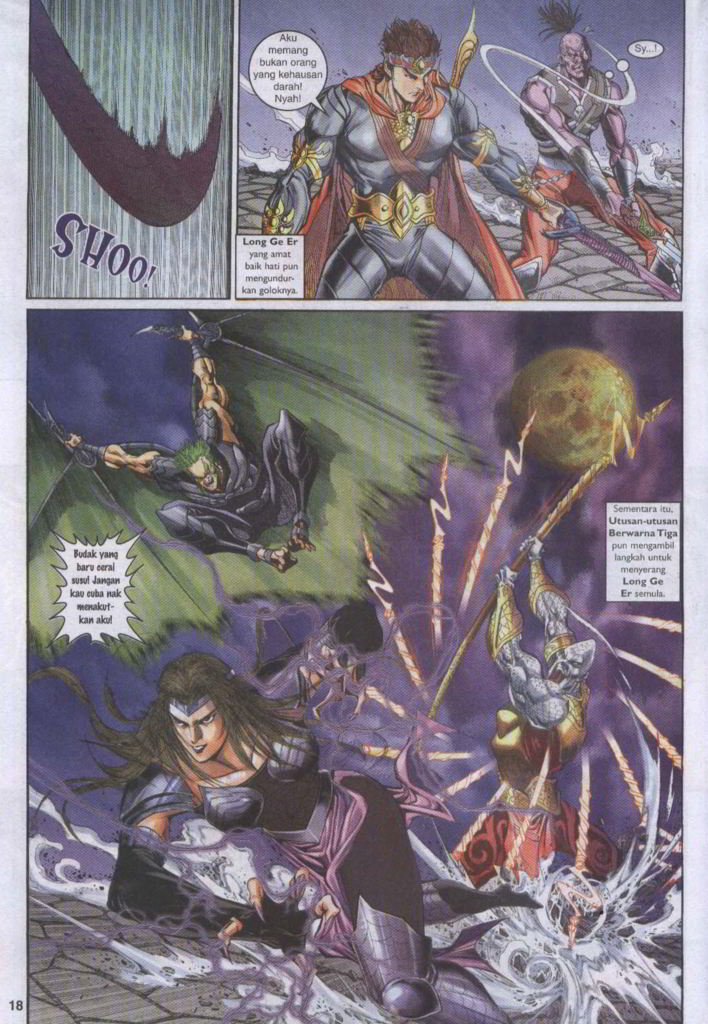 SHOO!
Aku
memang
bukan orang
yang kehausan
darah!
Nyah!
Sy...!
Long Ge Er
yang amat
baik hati pun
mengundur-
kan goloknya.
Sementara itu,
Utusan-utusan
Berwarna Tiga
pun mengambil
langkah untuk
menyerang
Long Ge
Er semula.
Budak yang
baru cerai
susu! Jangan
kau cuba nak
menakut-
kan aku!
18